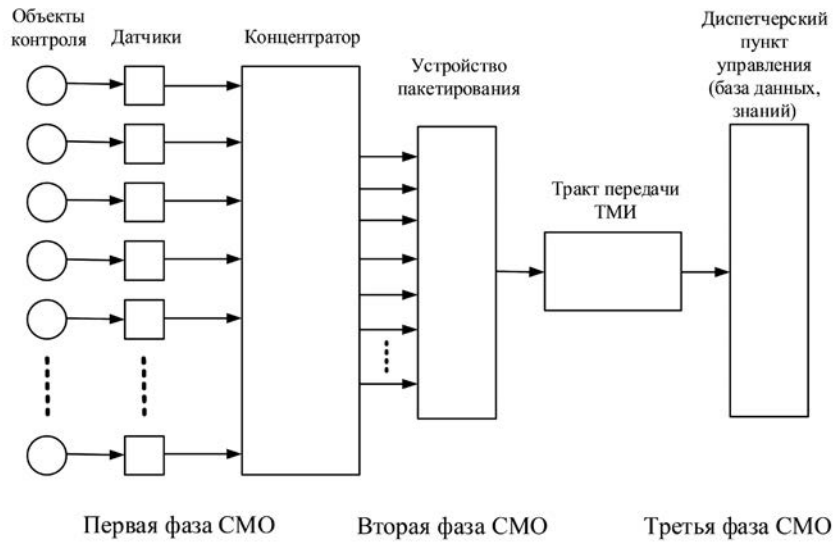 Объекты
контроля
Датчики
Концентратор
Устройство
пакетирования
Тракт передачи
ТМИ
Диспетчерский
пункт
управления
(база данных,
знаний)
Первая фаза СМО
Вторая фаза СМО
Третья фаза СМО